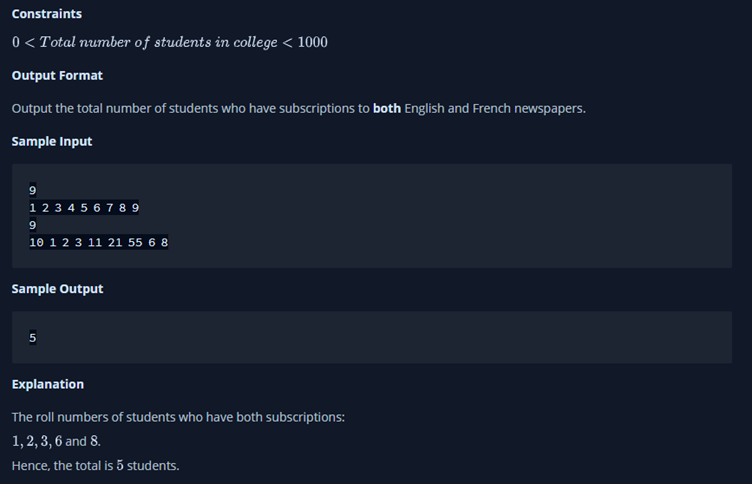 Constraints
0 < Total number of students in college < 1000
Output Format
Output the total number of students who have subscriptions to both English and French newspapers.
Sample Input
9
1 2 3 4 5 6 7 8 9
9
10 1 2 3 11 21 55 6 8
Sample Output
5
Explanation
The roll numbers of students who have both subscriptions:
1, 2, 3, 6 and 8.
Hence, the total is 5 students.